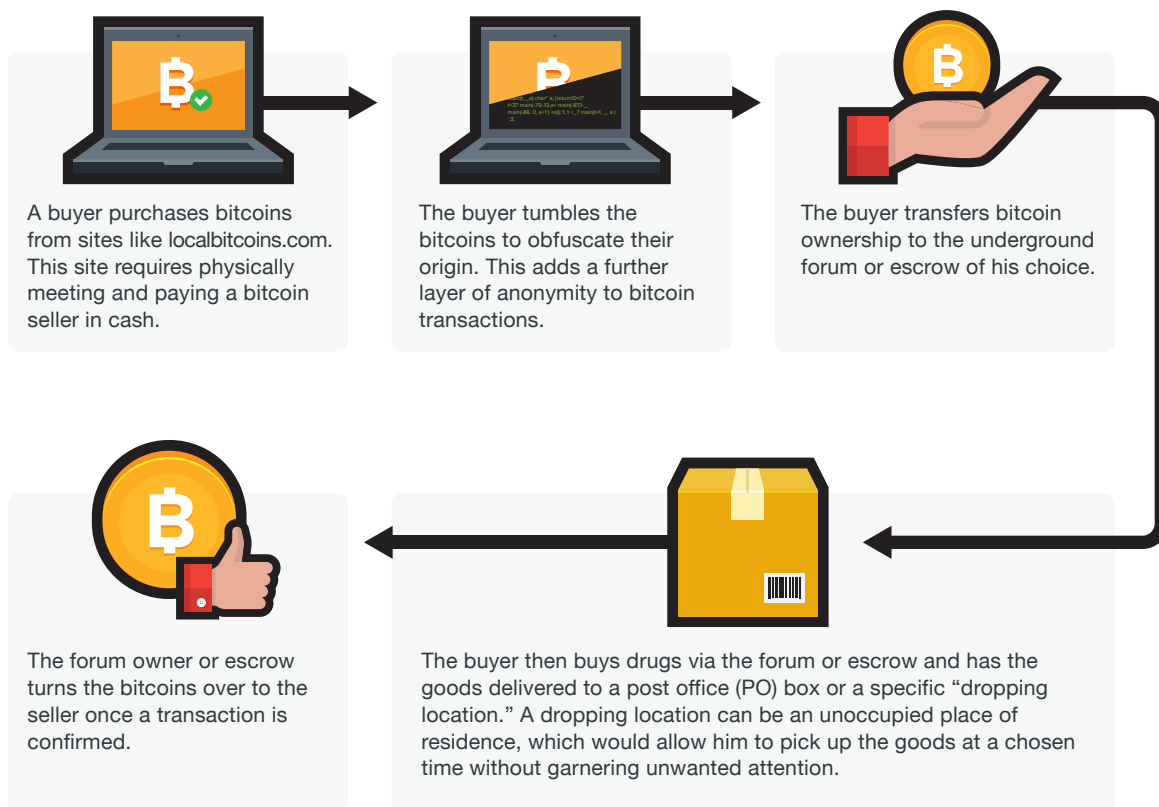 A buyer purchases bitcoins
from sites like localbitcoins.com.
This site requires physically
meeting and paying a bitcoin
seller in cash.
The buyer tumbles the
bitcoins to obfuscate their
origin. This adds a further
layer of anonymity to bitcoin
transactions.
The buyer transfers bitcoin
ownership to the underground
forum or escrow of his choice.
The forum owner or escrow
turns the bitcoins over to the
seller once a transaction is
confirmed.
The buyer then buys drugs via the forum or escrow and has the
goods delivered to a post office (PO) box or a specific “dropping
location.” A dropping location can be an unoccupied place of
residence, which would allow him to pick up the goods at a chosen
time without garnering unwanted attention.